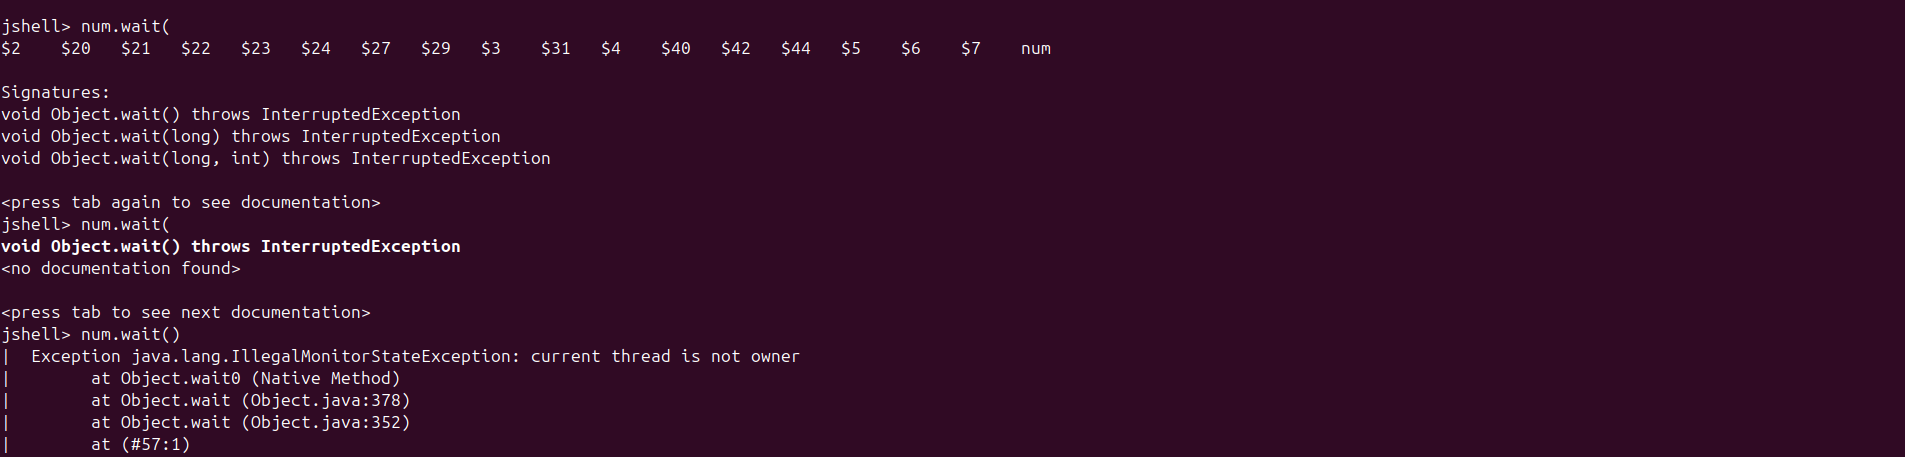 jshell> num.wait(
$2    $20   $21   $22   $23   $24   $27   $29   $3    $31   $4    $40   $42   $44   $5    $6    $7    num
Signatures:
void Object.wait() throws InterruptedException
void Object.wait(long) throws InterruptedException
void Object.wait(long, int) throws InterruptedException
<press tab again to see documentation>
jshell> num.wait(
void Object.wait() throws InterruptedException
<no documentation found>
<press tab to see next documentation>
jshell> num.wait()
|  Exception java.lang.IllegalMonitorStateException: current thread is not owner
|        at Object.wait0 (Native Method)
|        at Object.wait (Object.java:378)
|        at Object.wait (Object.java:352)
|        at (#57:1)